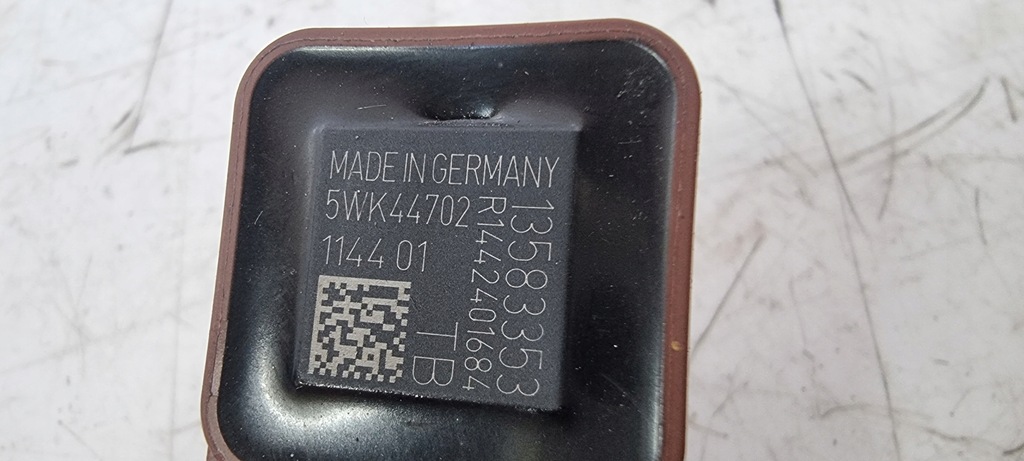 MADE IN GERMANY
5WK44702
1144 01
13583353
R1442401684
TB